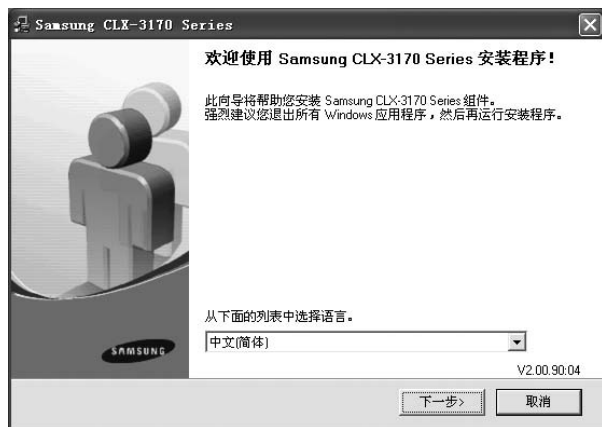 Samsung CLX-3170 Series
欢迎使用 Samsung CLX-3170 Series 安装程序！
此向导将帮助您安装 Samsung CLX-3170 Series 组件。
强烈建议您退出所有 Windows 应用程序，然后再运行安装程序。
从下面的列表中选择语言。
中文(简体)
SAMSUNG
V2.00.90:04
下一步>
取消